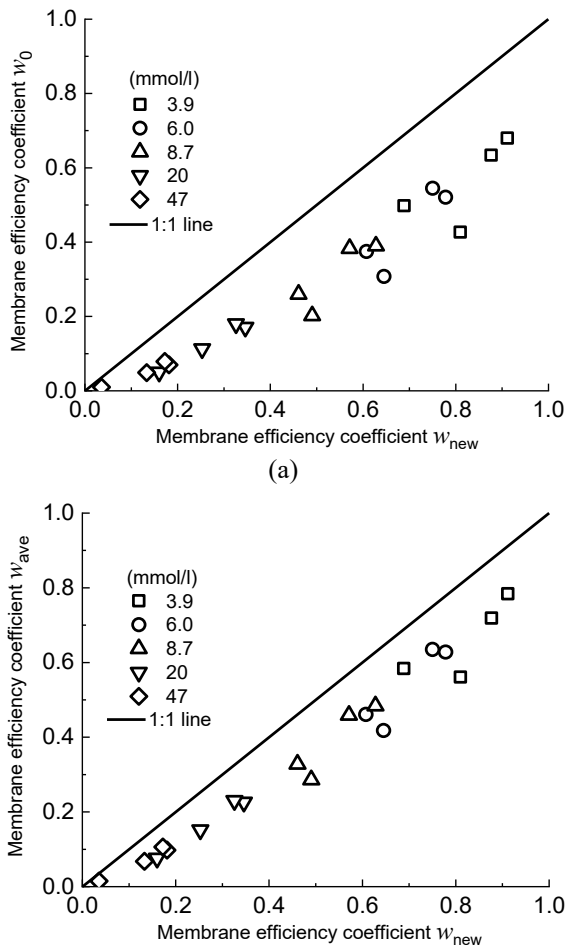 1.0
0.8
0.6
0.4
0.2
0.0
Membrane efficiency coefficient w0
(mmol/l)
3.9
6.0
8.7
20
47
1:1 line
0.0 0.2 0.4 0.6 0.8 1.0
Membrane efficiency coefficient wnew
(a)
1.0
0.8
0.6
0.4
0.2
0.0
Membrane efficiency coefficient wave
(mmol/l)
3.9
6.0
8.7
20
47
1:1 line
0.0 0.2 0.4 0.6 0.8 1.0
Membrane efficiency coefficient wnew